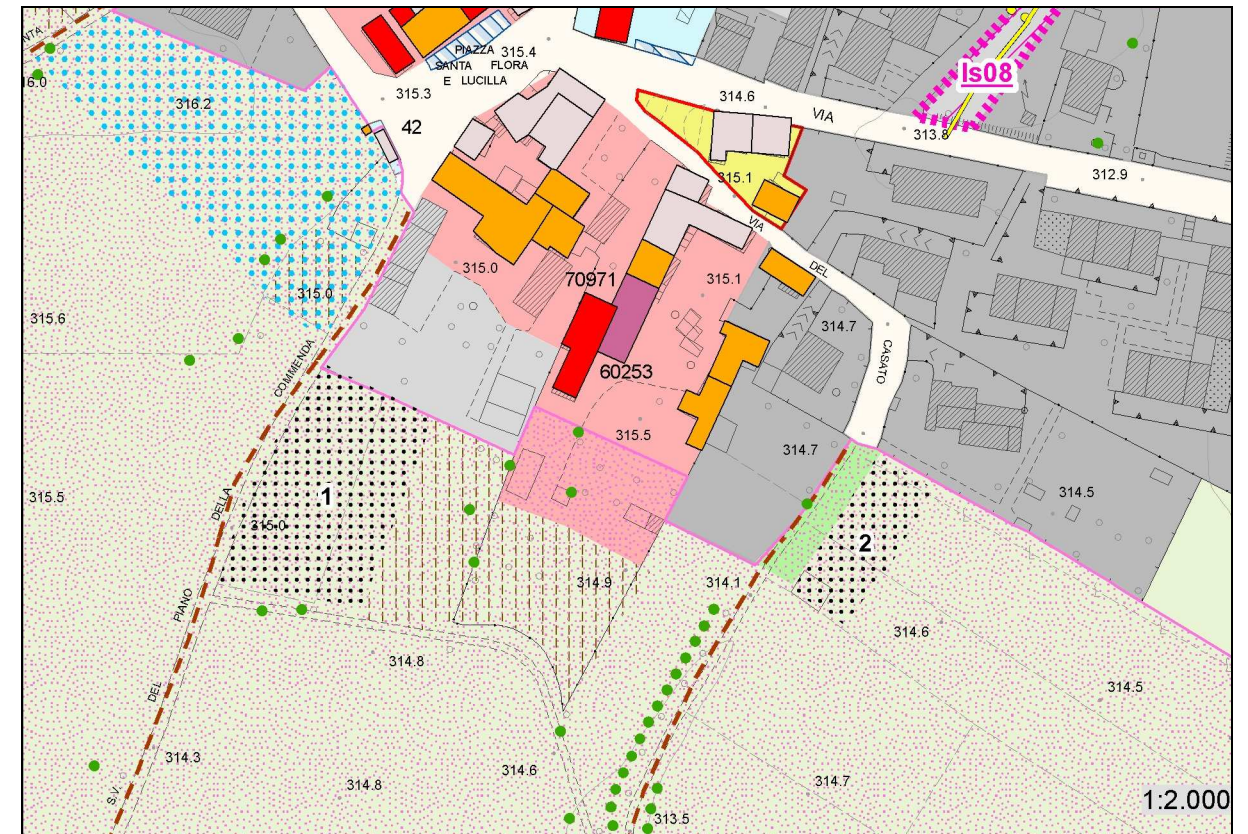 NTA
PIAZZA 315.4
SANTA FLORA
E LUCILLA
Is08
16.0
316.2
315.3
314.6
VIA
42
313.8
312.9
315.1
VIA
DEL
315.0
70971
315.1
315.0
314.7
315.6
CASATO
COMMENDA
60253
315.5
314.7
315.5
1
314.5
DELLA
315.0
2
314.9
314.1
PIANO
314.6
314.8
DEL
314.5
314.3
314.6
314.8
314.7
S.V.
313.5
1:2.000